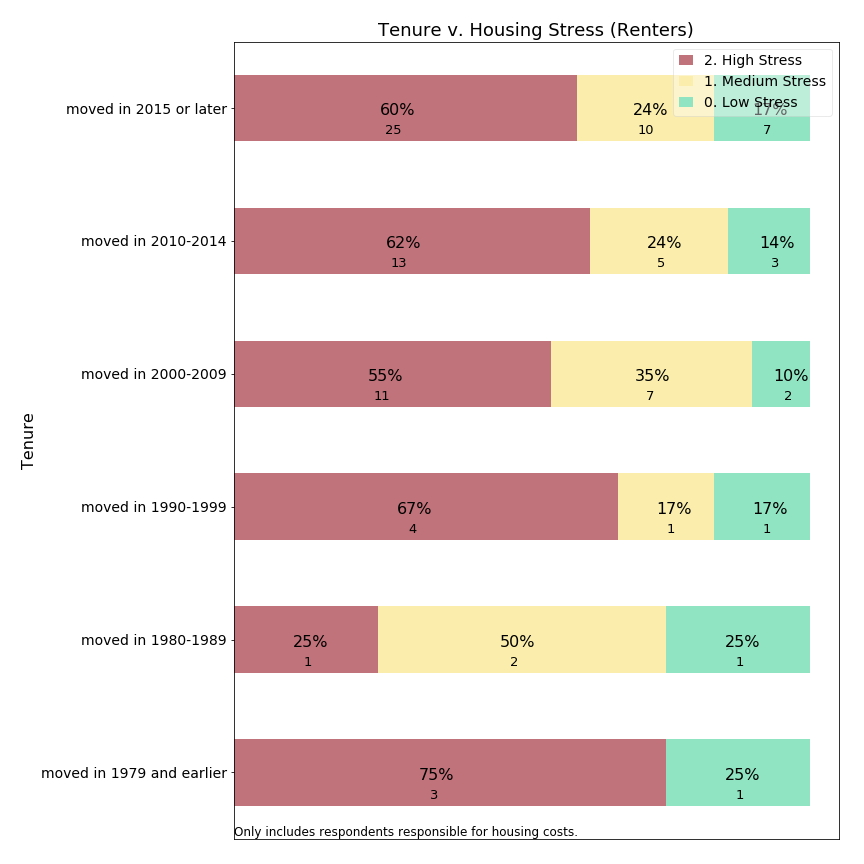 Tenure v. Housing Stress (Renters)
2. High Stress
1. Medium Stress
0. Low Stress
moved in 2015 or later
60%
24%
17%
25
10
7
moved in 2010-2014
62%
24%
14%
13
5
3
moved in 2000-2009
55%
35%
10%
11
7
2
Tenure
moved in 1990-1999
67%
17%
17%
4
1
1
moved in 1980-1989
25%
50%
25%
1
2
1
moved in 1979 and earlier
75%
25%
3
1
Only includes respondents responsible for housing costs.